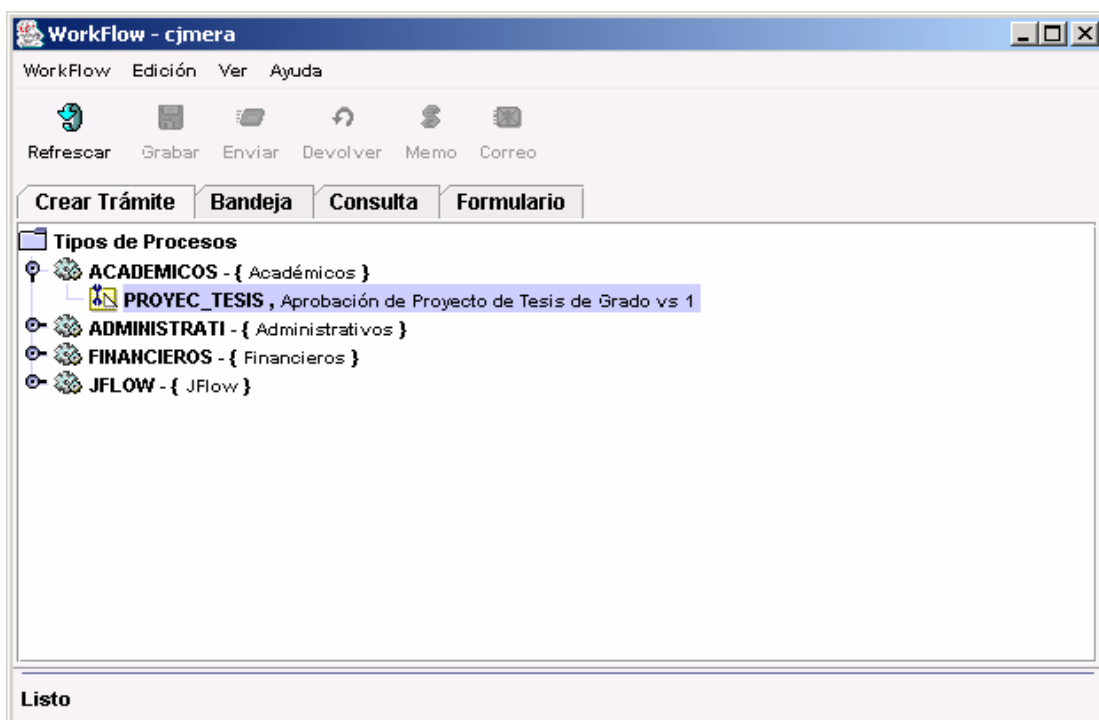 WorkFlow - cjmera
WorkFlow Edición Ver Ayuda
Refrescar Grabar Enviar Devolver Memo Correo
Crear Trámite Bandeja Consulta Formulario
Tipos de Procesos
ACADEMICOS - { Académicos }
PROYEC_TESIS , Aprobación de Proyecto de Tesis de Grado vs 1
ADMINISTRATI - { Administrativos }
FINANCIEROS - { Financieros }
JFLOW - { JFlow }
Listo